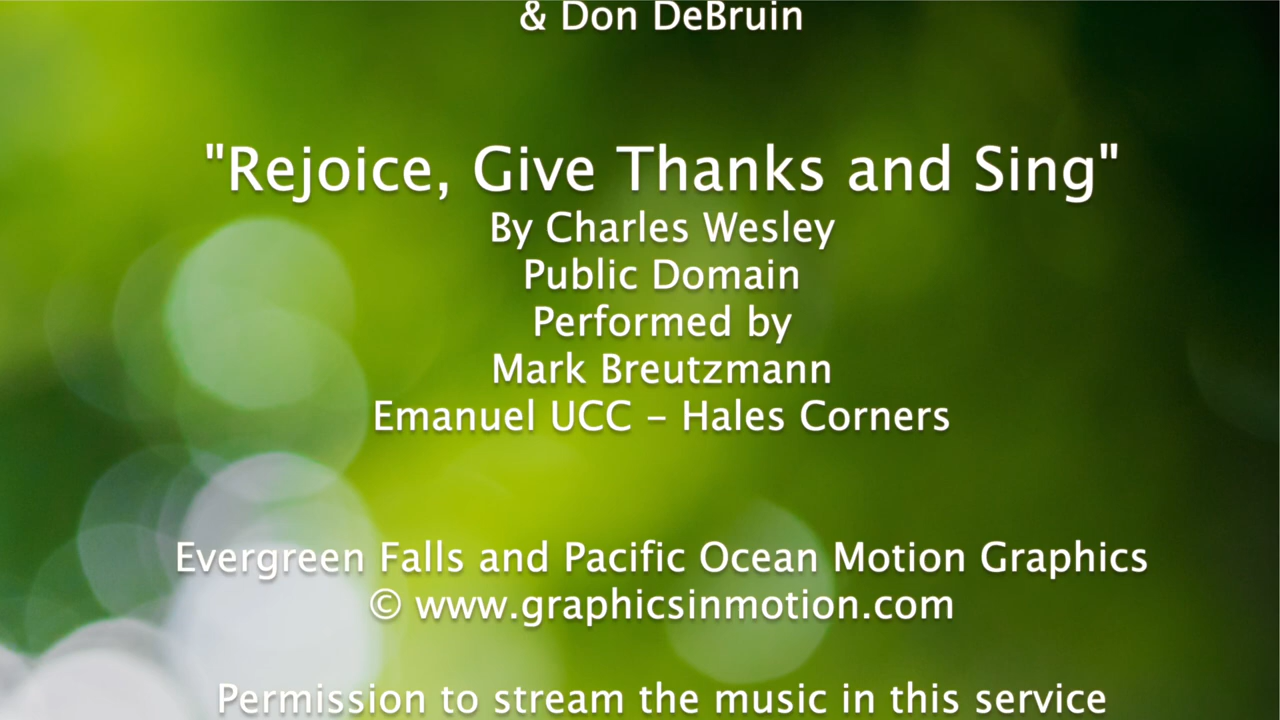 & Don DeBruin
"Rejoice, Give Thanks and Sing"
By Charles Wesley
Public Domain
Performed by
Mark Breutzmann
Emanuel UCC – Hales Corners
Evergreen Falls and Pacific Ocean Motion Graphics
© www.graphicsinmotion.com
Permission to stream the music in this service